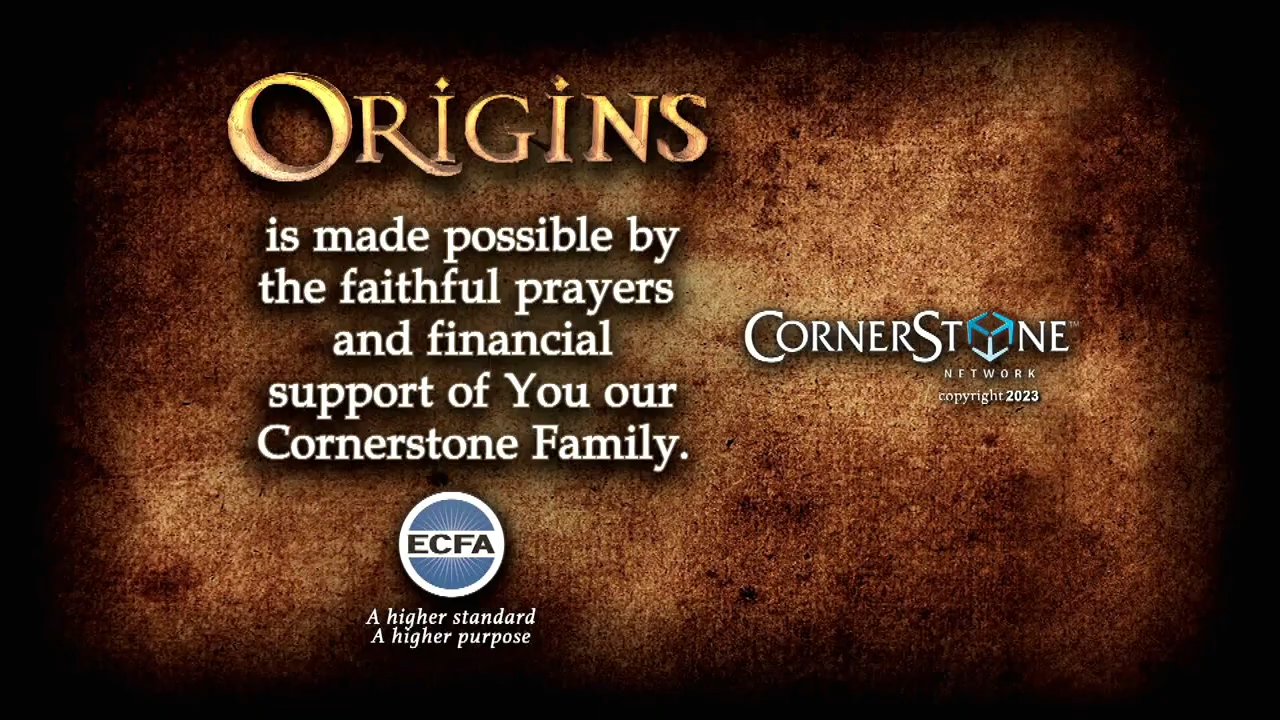 ORIGINS
is made possible by
the faithful prayers
and financial
support of You our
Cornerstone Family.
ECFA
A higher standard
A higher purpose
CORNERSTONE™
NETWORK
copyright 2023